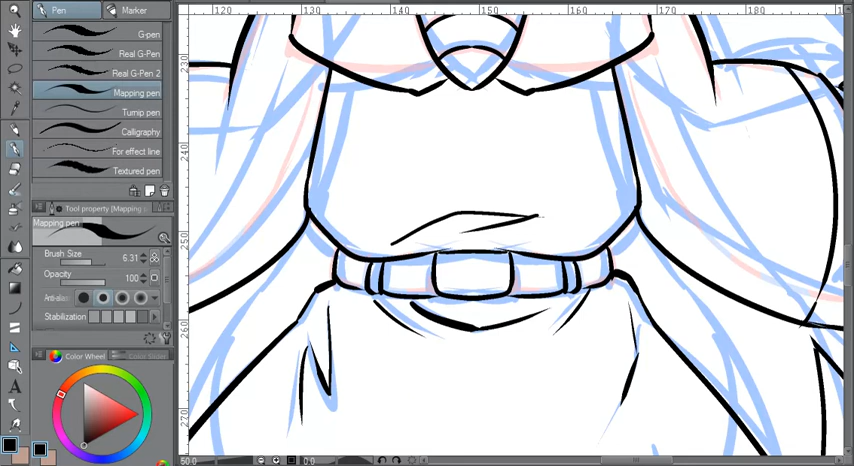 Pen
Marker
G-pen
Real G-Pen
Real G-Pen 2
Mapping pen
Turnip pen
Calligraphy
For effect line
Textured pen
Tool property [Mapping
Mapping pen
Brush Size
6.31
Opacity
100
Anti-alias
Stabilization
Color Wheel
Color Slider
120 130 140 150 160 170 180
230
240
250
260
270
50.0
0.0
A